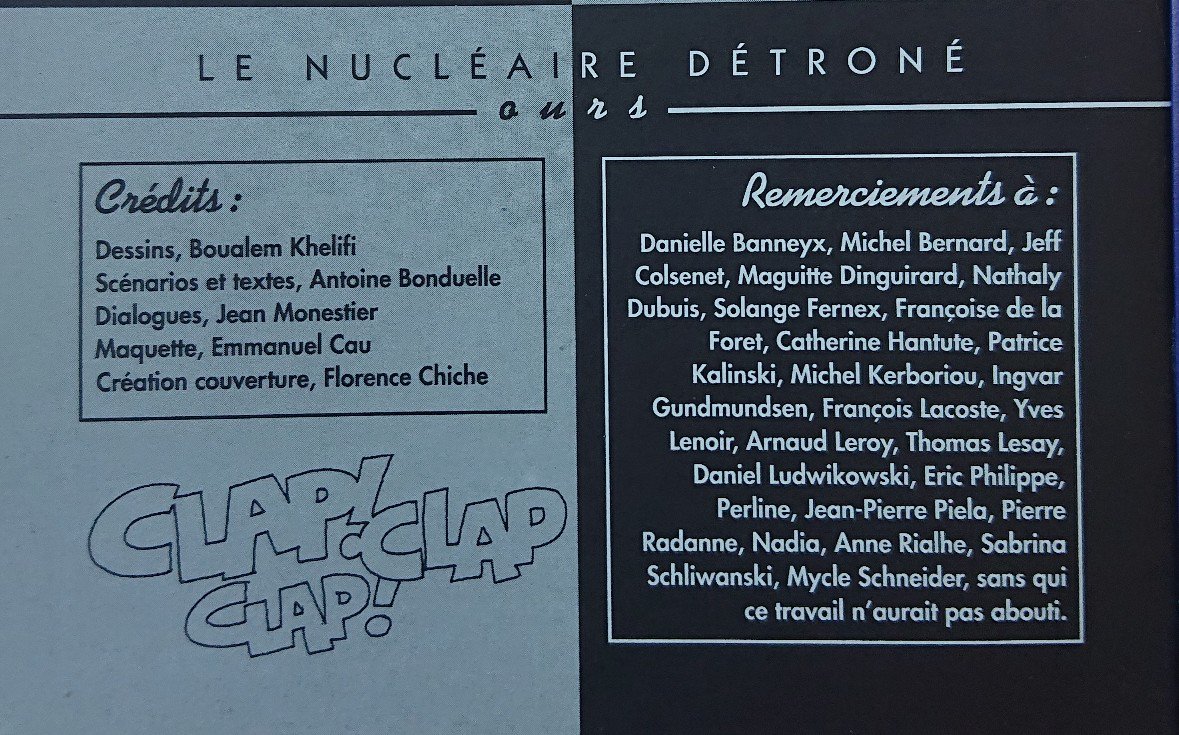 LE NUCLÉAIRE DÉTRONÉ
ours
Crédits :
Dessins, Boualem Khelifi
Scénarios et textes, Antoine Bonduelle
Dialogues, Jean Monestier
Maquette, Emmanuel Cau
Création couverture, Florence Chiche
CLAP! CLAP
CLAP!
Remerciements à :
Danielle Banneyx, Michel Bernard, Jeff
Colsenet, Maguitte Dinguirard, Nathaly
Dubuis, Solange Fernex, Françoise de la
Foret, Catherine Hantute, Patrice
Kalinski, Michel Kerboriou, Ingvar
Gundmundsen, François Lacoste, Yves
Lenoir, Arnaud Leroy, Thomas Lesay,
Daniel Ludwikowski, Eric Philippe,
Perline, Jean-Pierre Piela, Pierre
Radanne, Nadia, Anne Rialhe, Sabrina
Schliwanski, Mycle Schneider, sans qui
ce travail n'aurait pas abouti.